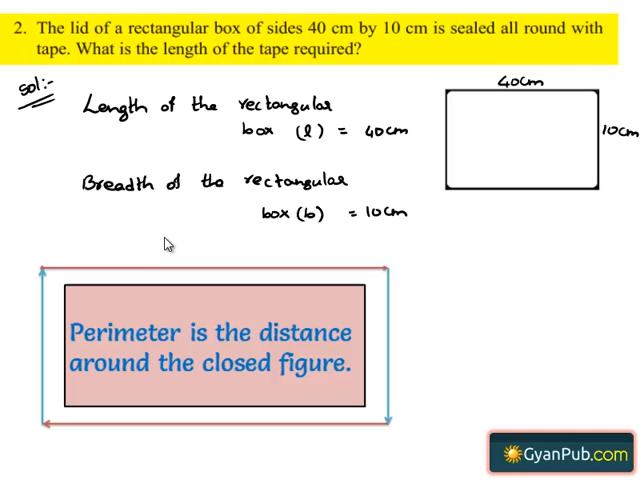 2. The lid of a rectangular box of sides 40 cm by 10 cm is sealed all round with
tape. What is the length of the tape required?
Sol:-
Length of the rectangular
box (l) = 40cm
Breadth of the rectangular
box (b) = 10cm
40cm
10cm
Perimeter is the distance
around the closed figure.
GyanPub.com